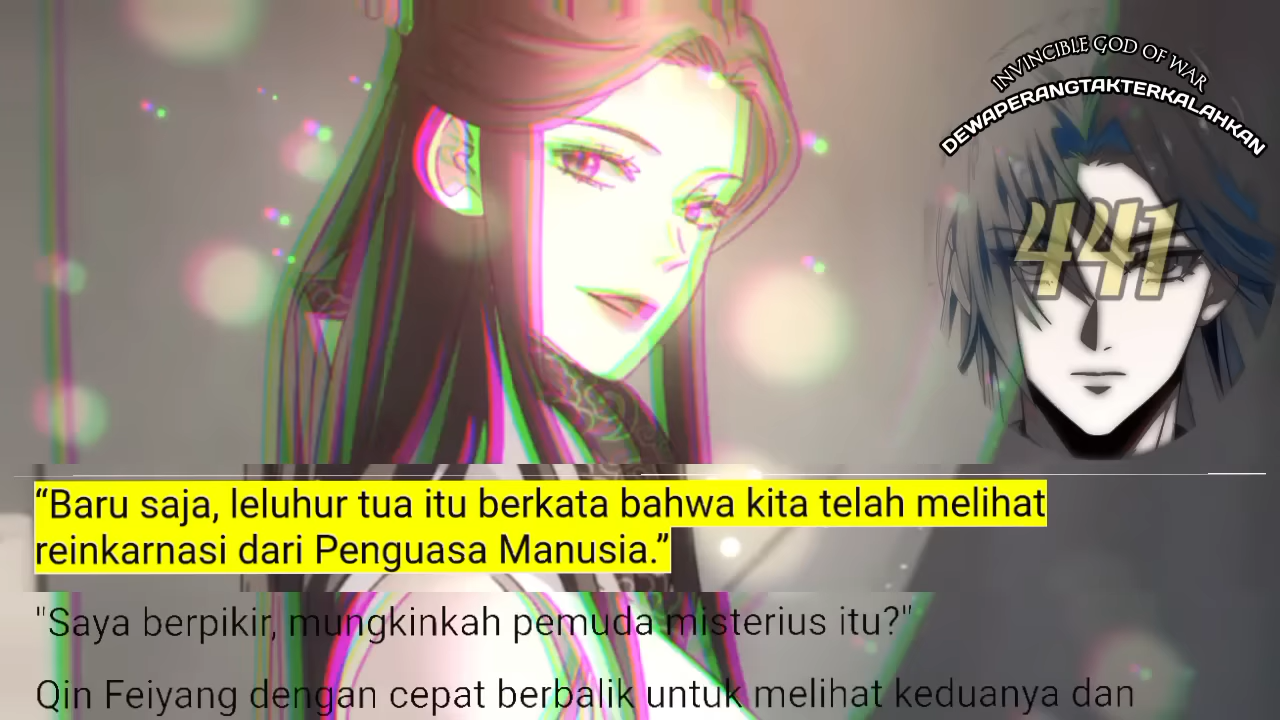 INVINCIBLE GOD OF WAR
DEWAPERANGTAKTERKALAHKAN
441
“Baru saja, leluhur tua itu berkata bahwa kita telah melihat
reinkarnasi dari Penguasa Manusia.”
"Saya berpikir, mungkinkah pemuda misterius itu?"
Qin Feiyang dengan cepat berbalik untuk melihat keduanya dan